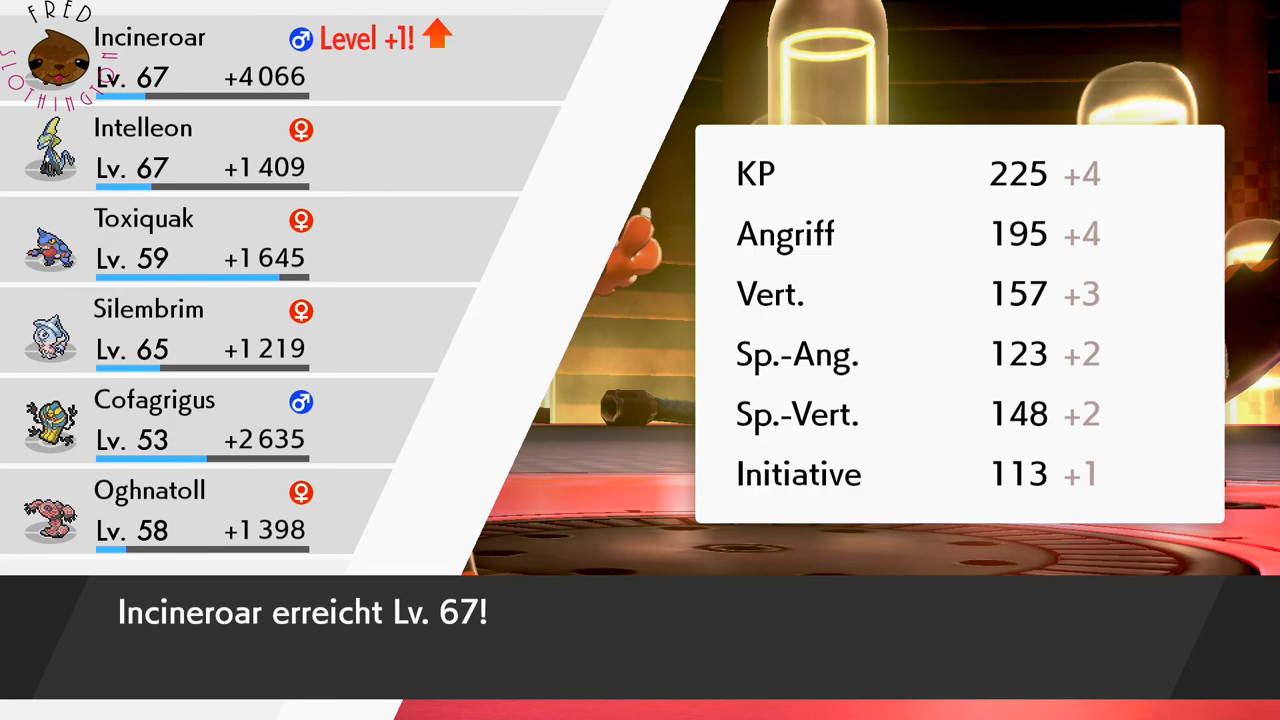 FRED
SLOTHINGTON
Incineroar ♂ Level +1!
Lv. 67 +4 066
Intelleon ♀
Lv. 67 +1 409
Toxiquak ♀
Lv. 59 +1 645
Silembrim ♀
Lv. 65 +1 219
Cofagrigus ♂
Lv. 53 +2 635
Oghnatoll ♀
Lv. 58 +1 398
KP 225 +4
Angriff 195 +4
Vert. 157 +3
Sp.-Ang. 123 +2
Sp.-Vert. 148 +2
Initiative 113 +1
Incineroar erreicht Lv. 67!